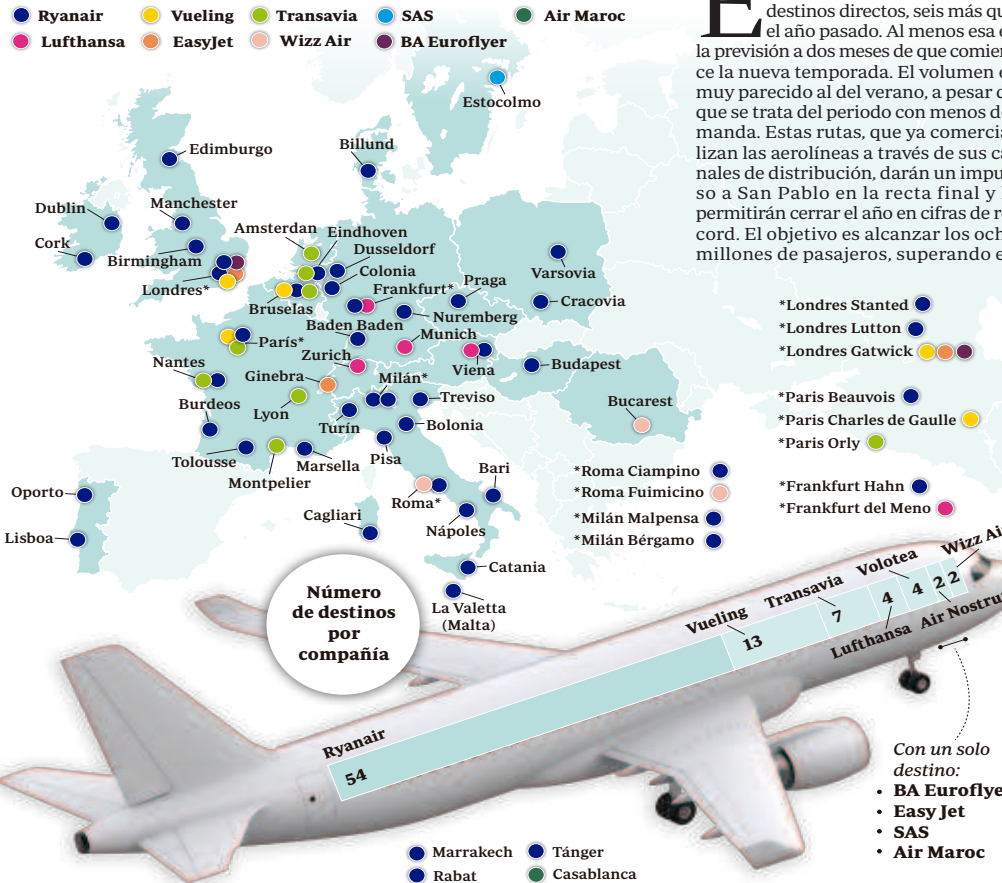 Ryanair
Vueling
Transavia
SAS
Air Maroc
Lufthansa
EasyJet
Wizz Air
BA Euroflyer
destinos directos, seis más qu
el año pasado. Al menos esa e
la previsión a dos meses de que comien
ce la nueva temporada. El volumen e
muy parecido al del verano, a pesar d
que se trata del periodo con menos de
manda. Estas rutas, que ya comercia
lizan las aerolíneas a través de sus ca
nales de distribución, darán un impu
so a San Pablo en la recta final y
permitirán cerrar el año en cifras de r
cord. El objetivo es alcanzar los och
millones de pasajeros, superando e
Estocolmo
Edimburgo
Billund
Dublin
Manchester
Cork
Birmingham
Londres*
Amsterdan
Eindhoven
Dusseldorf
Colonia
Frankfurt*
Bruselas
Praga
Varsovia
Cracovia
Nuremberg
Baden Baden
Munich
París*
Zurich
Viena
Budapest
Nantes
Ginebra
Milán*
Treviso
Bucarest
Burdeos
Lyon
Turín
Bolonia
Tolousse
Montpelier
Marsella
Pisa
Oporto
Lisboa
Roma*
Bari
Nápoles
Cagliari
Catania
La Valetta
(Malta)
*Londres Stanted
*Londres Lutton
*Londres Gatwick
*Paris Beauvois
*Paris Charles de Gaulle
*Paris Orly
*Roma Ciampino
*Roma Fuimicino
*Milán Malpensa
*Milán Bérgamo
*Frankfurt Hahn
*Frankfurt del Meno
Número
de destinos
por
compañía
Ryanair
54
Vueling
13
Transavia
7
Lufthansa
4
Volotea
4
Air Nostru
2
Wizz Air
2
Con un solo
destino:
• BA Euroflye
• Easy Jet
• SAS
• Air Maroc
Marrakech
Tánger
Rabat
Casablanca